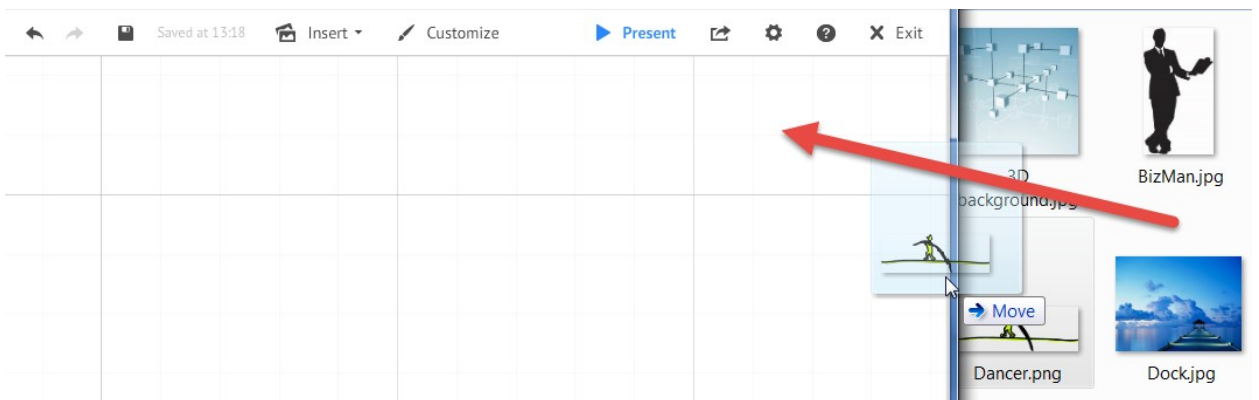 Saved at 13:18 Insert Customize Present Exit
BizMan.jpg
3D
background.jpg
Move
Dancer.png Dock.jpg